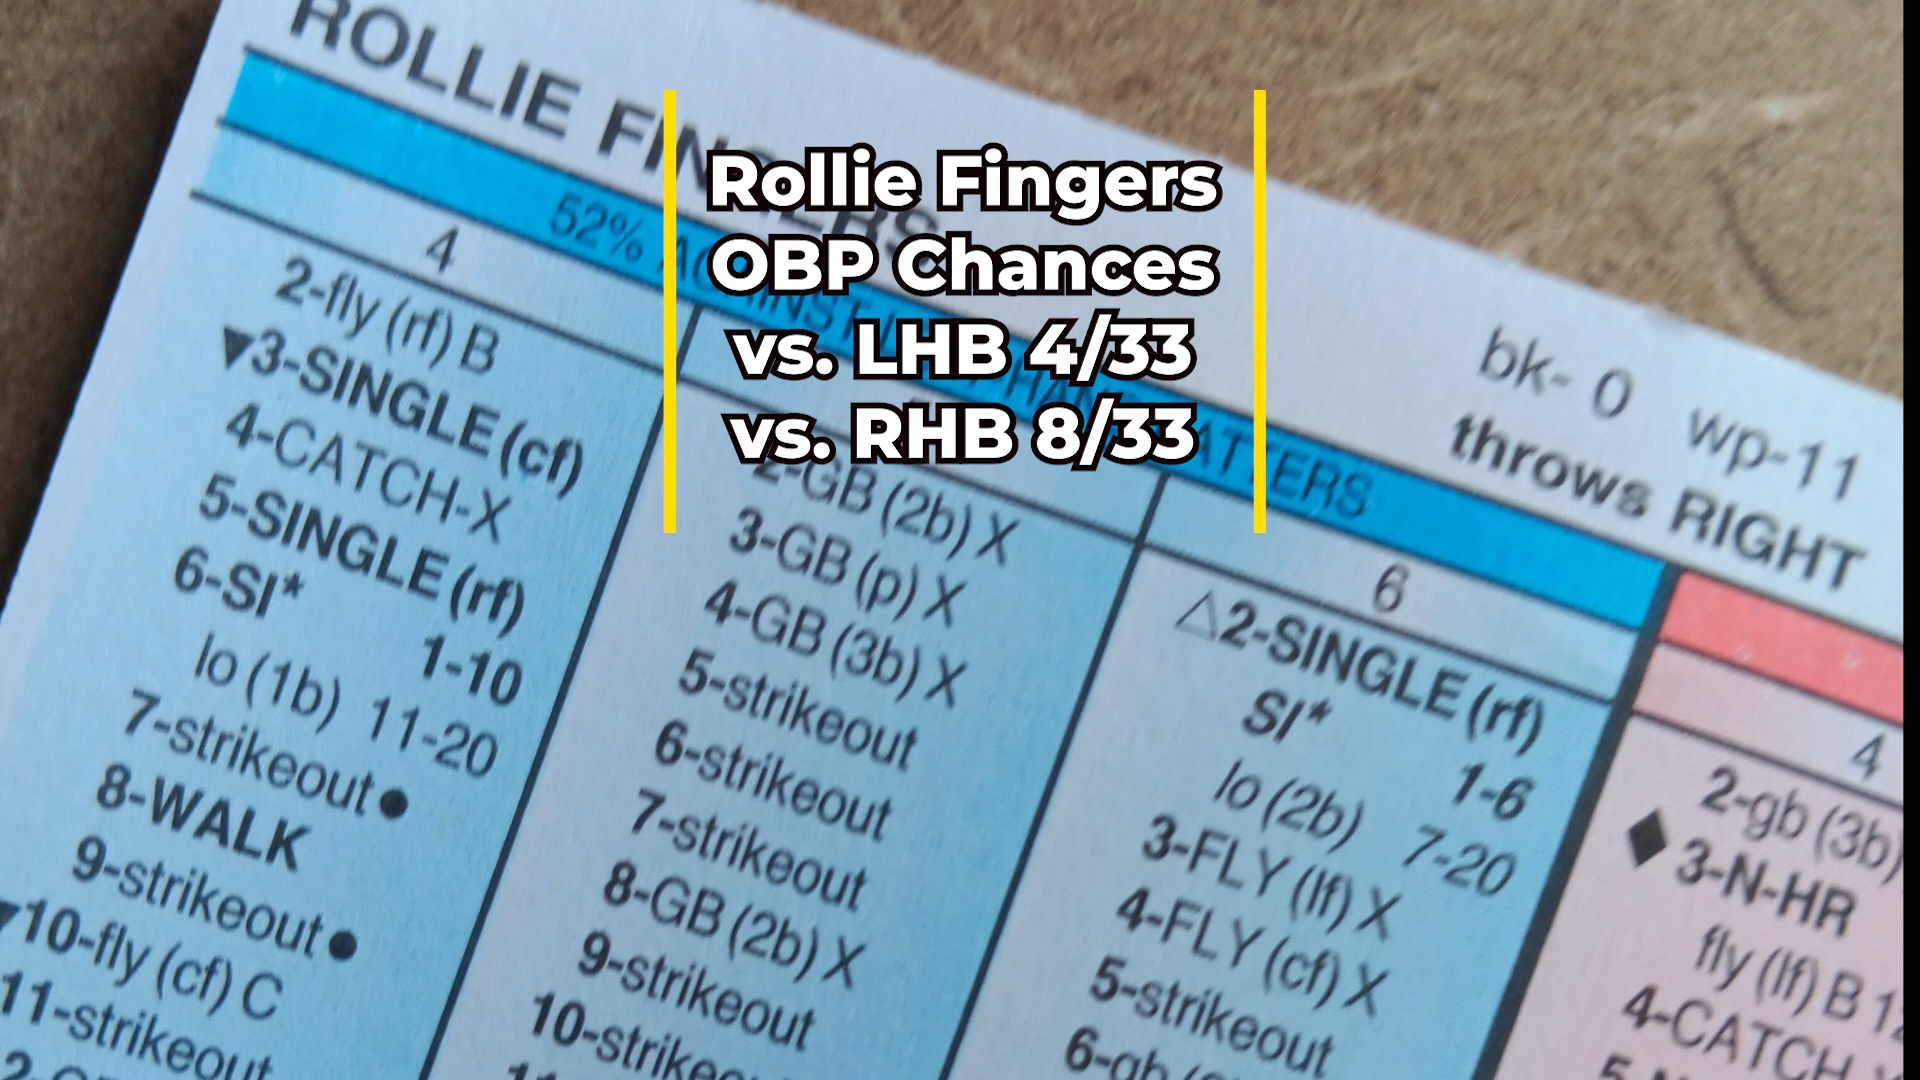 ROLLIE FINGERS
Rollie Fingers
OBP Chances
vs. LHB 4/33
vs. RHB 8/33
bk- 0 wp-11
throws RIGHT
52% AGAINST BATTERS
4
2-fly (rf) B
▼3-SINGLE (cf)
4-CATCH-X
5-SINGLE (rf)
6-SI* 1-10
lo (1b) 11-20
7-strikeout●
8-WALK
9-strikeout●
▼10-fly (cf) C
11-strikeout
2-GB (2b) X
3-GB (p) X
4-GB (3b) X
5-strikeout
6-strikeout
7-strikeout
8-GB (2b) X
9-strikeout
10-strikeo
6
△2-SINGLE (rf)
SI* 1-6
lo (2b) 7-20
3-FLY (lf) X
4-FLY (cf) X
5-strikeout
6-gb
4
2-gb (3b)
◆3-N-HR
fly (lf) B
4-CATCH